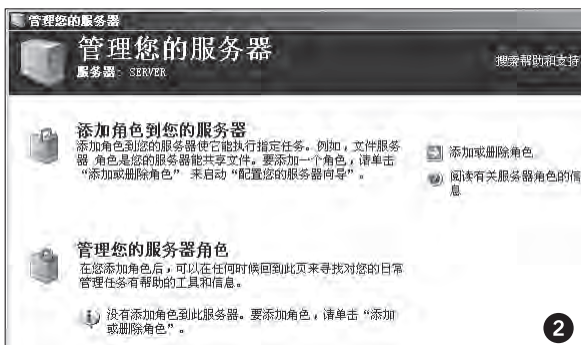 管理您的服务器
管理您的服务器
服务器: SERVER
搜索帮助和支持
添加角色到您的服务器
添加角色到您的服务器使它能执行指定任务。例如，文件服务
器 角色是您的服务器能共享文件。要添加一个角色，请单击
“添加或删除角色” 来启动“配置您的服务器向导”。
添加或删除角色
阅读有关服务器角色的信
息
管理您的服务器角色
在您添加角色后，可以在任何时候回到此页来寻找对您的日常
管理任务有帮助的工具和信息。
没有添加角色到此服务器。要添加角色，请单击“添加
或删除角色”。
2